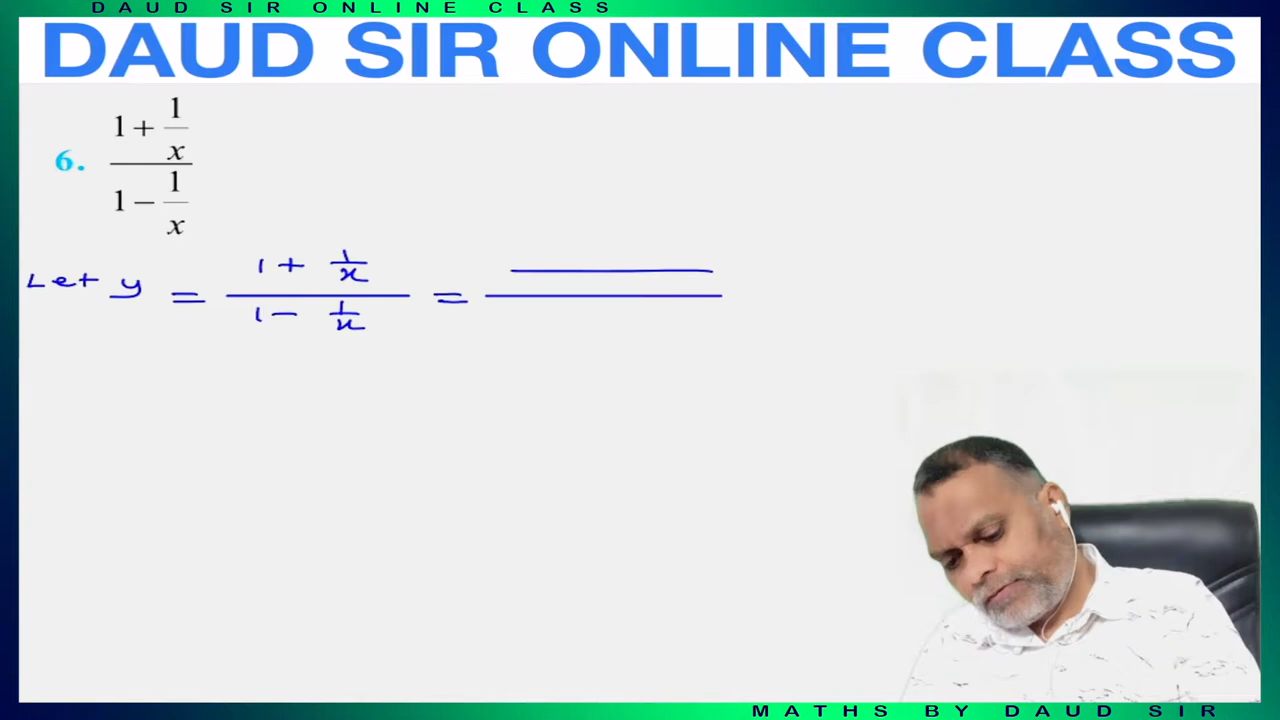 DAUD SIR ONLINE CLASS
DAUD SIR ONLINE CLASS
6. (1 + 1/x) / (1 − 1/x)
Let y = (1 + 1/x) / (1 − 1/x) =
MATHS BY DAUD SIR